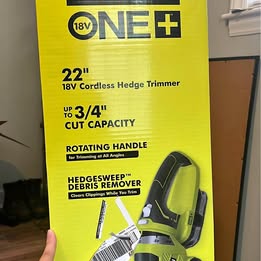 18V ONE+
22"
18V Cordless Hedge Trimmer
UP TO 3/4"
CUT CAPACITY
ROTATING HANDLE
for Trimming at All Angles
HEDGESWEEP™
DEBRIS REMOVER
Clears Clippings While You Trim